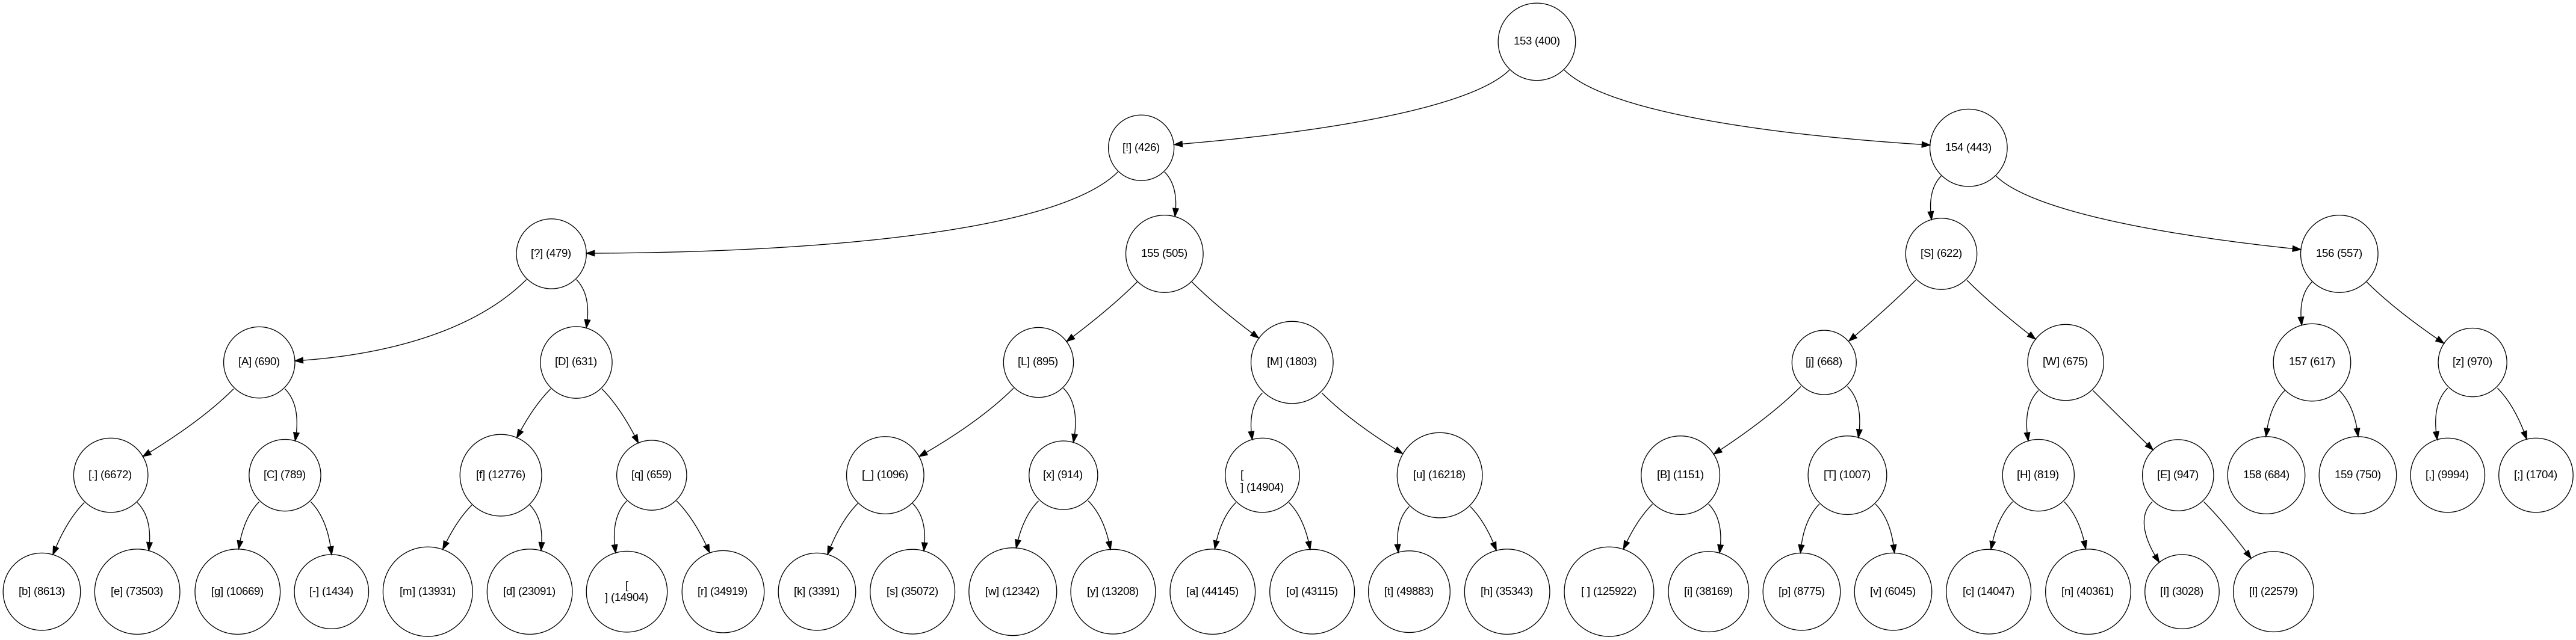 153 (400)
[!] (426)
154 (443)
[?] (479)
155 (505)
[S] (622)
156 (557)
[A] (690)
[D] (631)
[L] (895)
[M] (1803)
[j] (668)
[W] (675)
157 (617)
[z] (970)
[.] (6672)
[C] (789)
[f] (12776)
[q] (659)
[_] (1096)
[x] (914)
[
] (14904)
[u] (16218)
[B] (1151)
[T] (1007)
[H] (819)
[E] (947)
158 (684)
159 (750)
[,] (9994)
[;] (1704)
[b] (8613)
[e] (73503)
[g] (10669)
[-] (1434)
[m] (13931)
[d] (23091)
[
] (14904)
[r] (34919)
[k] (3391)
[s] (35072)
[w] (12342)
[y] (13208)
[a] (44145)
[o] (43115)
[t] (49883)
[h] (35343)
[ ] (125922)
[i] (38169)
[p] (8775)
[v] (6045)
[c] (14047)
[n] (40361)
[I] (3028)
[l] (22579)